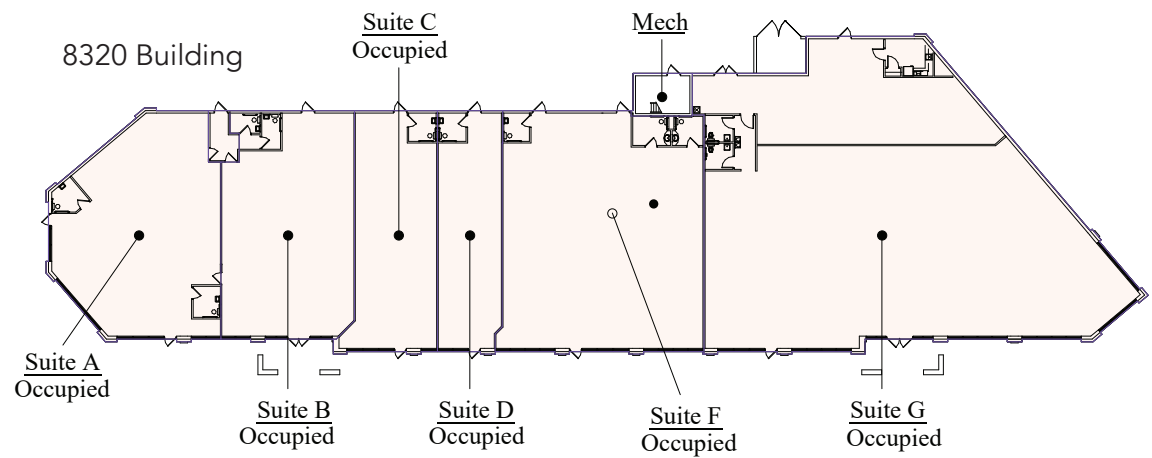 8320 Building
Suite C
Occupied
Mech
Suite A
Occupied
Suite B
Occupied
Suite D
Occupied
Suite F
Occupied
Suite G
Occupied